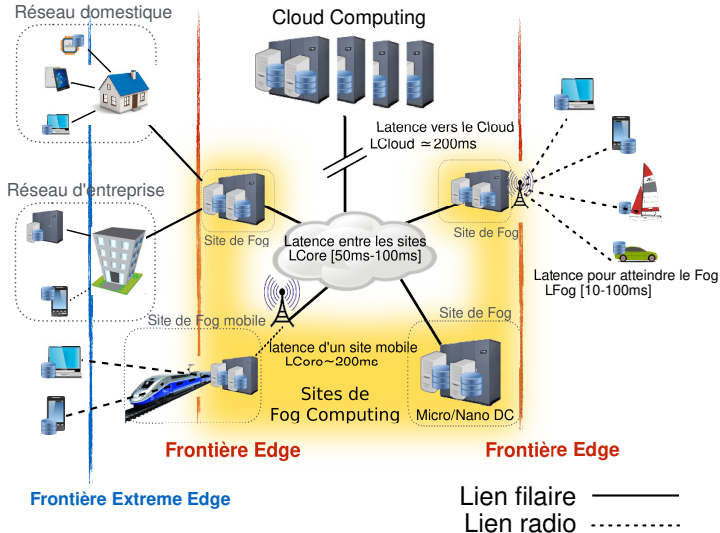 Réseau domestique
Cloud Computing
Latence vers le Cloud
LCloud ≃200ms
Réseau d'entreprise
Site de Fog
Site de Fog
Latence entre les sites
LCore [50ms-100ms]
Latence pour atteindre le Fog
LFog [10-100ms]
Site de Fog mobile
Site de Fog
latence d'un site mobile
LCore~200ms
Sites de
Fog Computing
Micro/Nano DC
Frontière Edge
Frontière Edge
Frontière Extreme Edge
Lien filaire
Lien radio